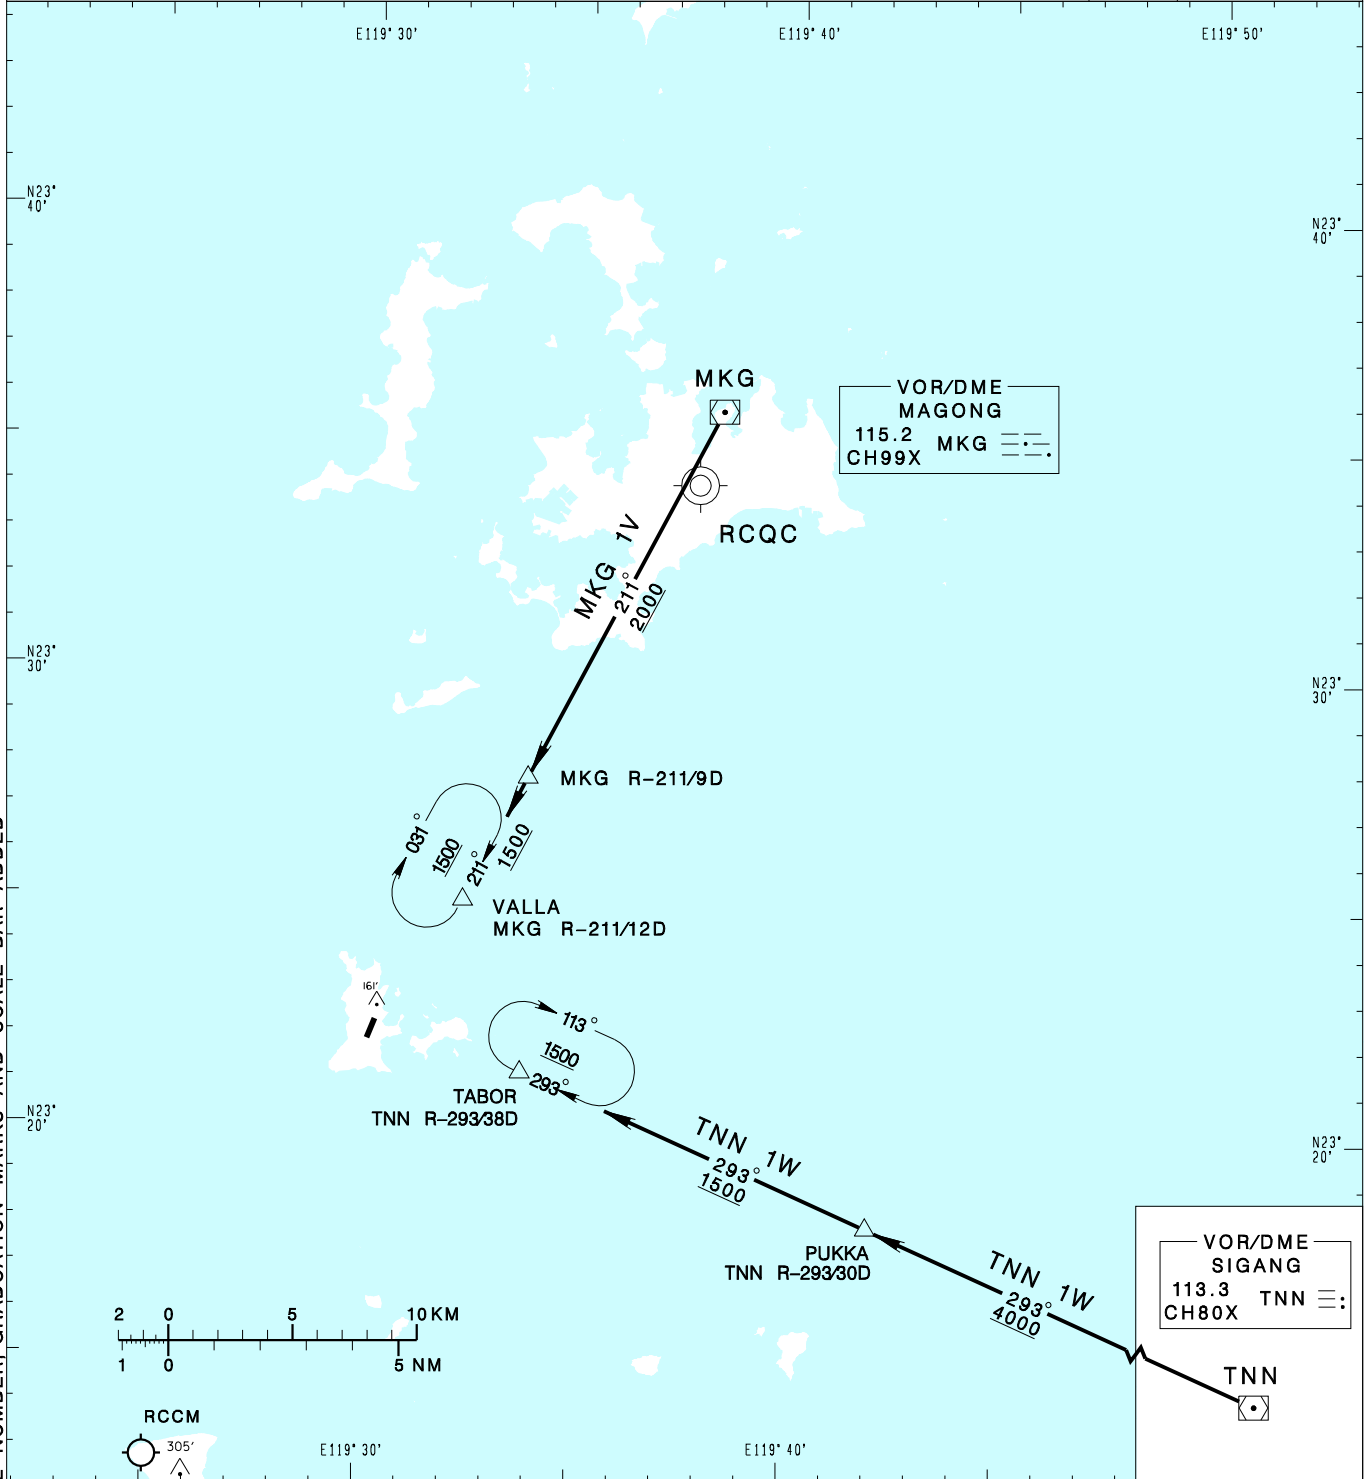 E119° 30'
E119° 40'
E119° 50'
N23°
40'
N23°
40'
MKG
VOR/DME
MAGONG
115.2
CH99X
MKG
RCQC
MKG 1V
211°
2000
N23°
30'
N23°
30'
MKG R-211/9D
031°
1500
211°
1500
VALLA
MKG R-211/12D
161'
113°
1500
293°
TABOR
TNN R-293/38D
N23°
20'
N23°
20'
TNN 1W
293°
1500
PUKKA
TNN R-293/30D
TNN 1W
293°
4000
VOR/DME
SIGANG
113.3
CH80X
TNN
TNN
2 0 5 10 KM
1 0 5 NM
RCCM
305'
E119° 30'
E119° 40'